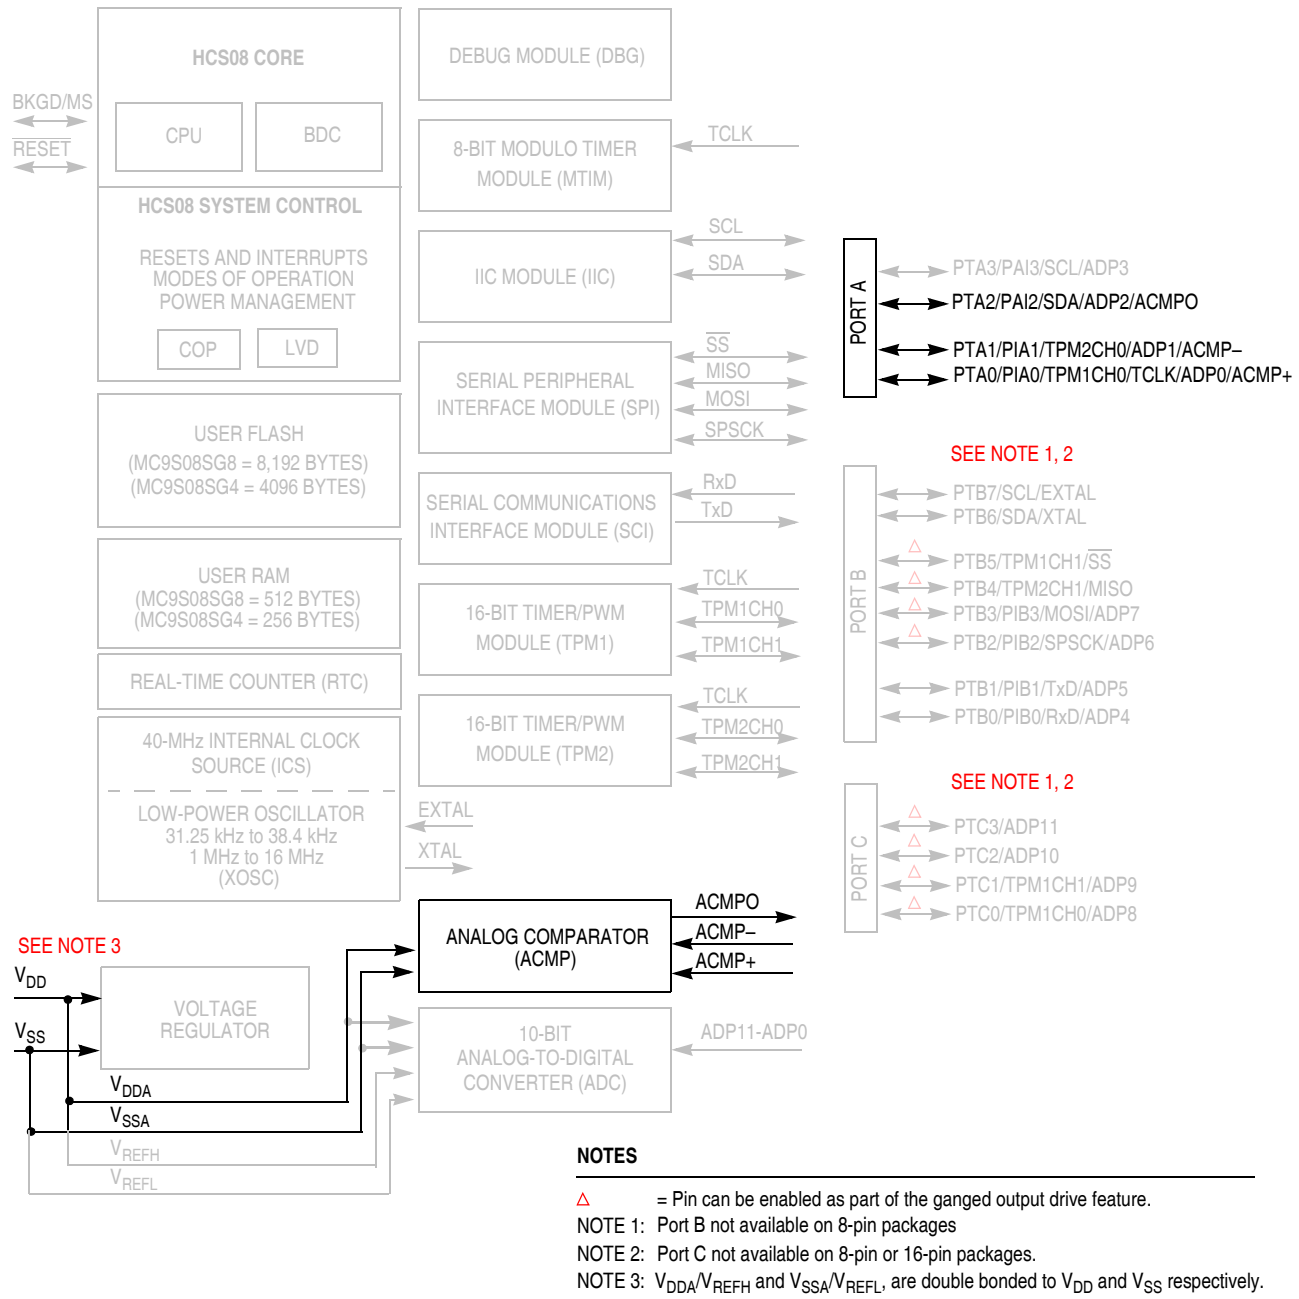 HCS08 CORE
BKGD/MS
RESET
CPU
BDC
HCS08 SYSTEM CONTROL
RESETS AND INTERRUPTS
MODES OF OPERATION
POWER MANAGEMENT
COP
LVD
USER FLASH
(MC9S08SG8 = 8,192 BYTES)
(MC9S08SG4 = 4096 BYTES)
USER RAM
(MC9S08SG8 = 512 BYTES)
(MC9S08SG4 = 256 BYTES)
REAL-TIME COUNTER (RTC)
40-MHz INTERNAL CLOCK
SOURCE (ICS)
LOW-POWER OSCILLATOR
31.25 kHz to 38.4 kHz
1 MHz to 16 MHz
(XOSC)
EXTAL
XTAL
SEE NOTE 3
VDD
VSS
VOLTAGE
REGULATOR
VDDA
VSSA
VREFH
VREFL
DEBUG MODULE (DBG)
8-BIT MODULO TIMER
MODULE (MTIM)
TCLK
IIC MODULE (IIC)
SCL
SDA
SERIAL PERIPHERAL
INTERFACE MODULE (SPI)
SS
MISO
MOSI
SPSCK
SERIAL COMMUNICATIONS
INTERFACE MODULE (SCI)
RxD
TxD
16-BIT TIMER/PWM
MODULE (TPM1)
TCLK
TPM1CH0
TPM1CH1
16-BIT TIMER/PWM
MODULE (TPM2)
TCLK
TPM2CH0
TPM2CH1
ANALOG COMPARATOR
(ACMP)
ACMPO
ACMP–
ACMP+
10-BIT
ANALOG-TO-DIGITAL
CONVERTER (ADC)
ADP11-ADP0
PORT A
PTA3/PAI3/SCL/ADP3
PTA2/PAI2/SDA/ADP2/ACMPO
PTA1/PIA1/TPM2CH0/ADP1/ACMP–
PTA0/PIA0/TPM1CH0/TCLK/ADP0/ACMP+
SEE NOTE 1, 2
PORT B
PTB7/SCL/EXTAL
PTB6/SDA/XTAL
PTB5/TPM1CH1/SS
PTB4/TPM2CH1/MISO
PTB3/PIB3/MOSI/ADP7
PTB2/PIB2/SPSCK/ADP6
PTB1/PIB1/TxD/ADP5
PTB0/PIB0/RxD/ADP4
SEE NOTE 1, 2
PORT C
PTC3/ADP11
PTC2/ADP10
PTC1/TPM1CH1/ADP9
PTC0/TPM1CH0/ADP8
NOTES
△ = Pin can be enabled as part of the ganged output drive feature.
NOTE 1: Port B not available on 8-pin packages
NOTE 2: Port C not available on 8-pin or 16-pin packages.
NOTE 3: VDDA/VREFH and VSSA/VREFL, are double bonded to VDD and VSS respectively.